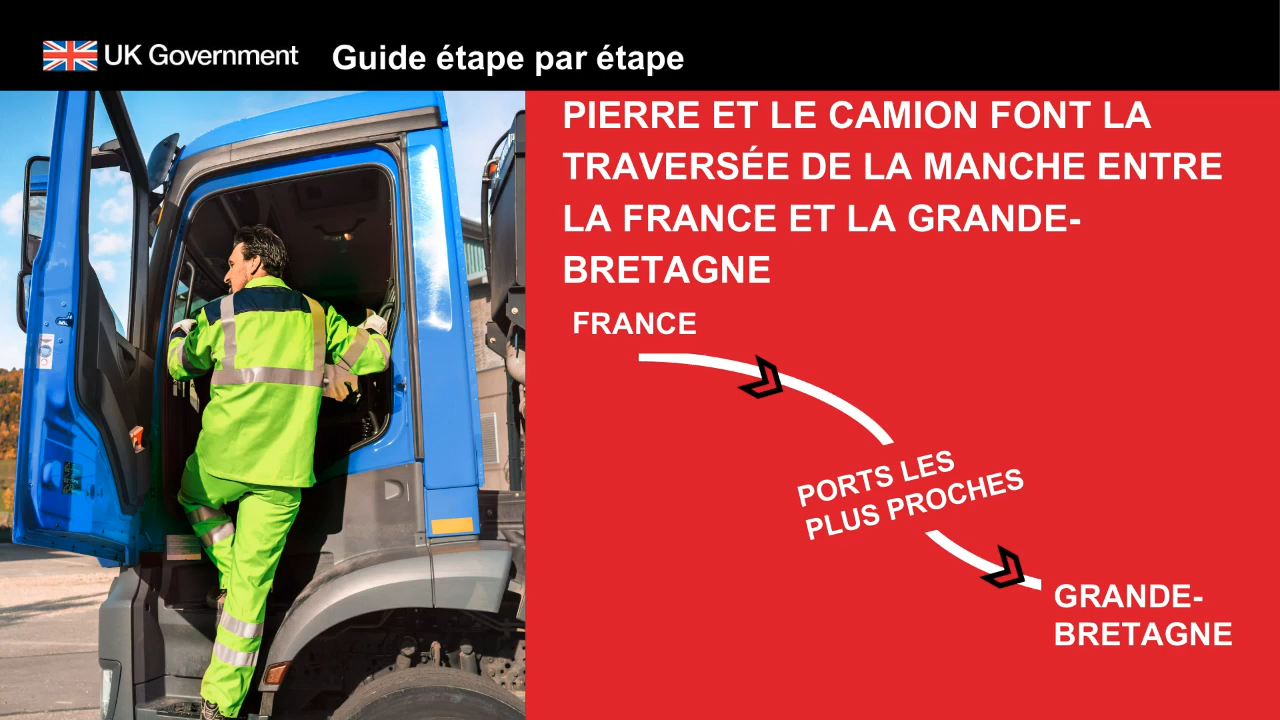 UK Government
Guide étape par étape
PIERRE ET LE CAMION FONT LA
TRAVERSÉE DE LA MANCHE ENTRE
LA FRANCE ET LA GRANDE-
BRETAGNE
FRANCE
PORTS LES
PLUS PROCHES
GRANDE-
BRETAGNE